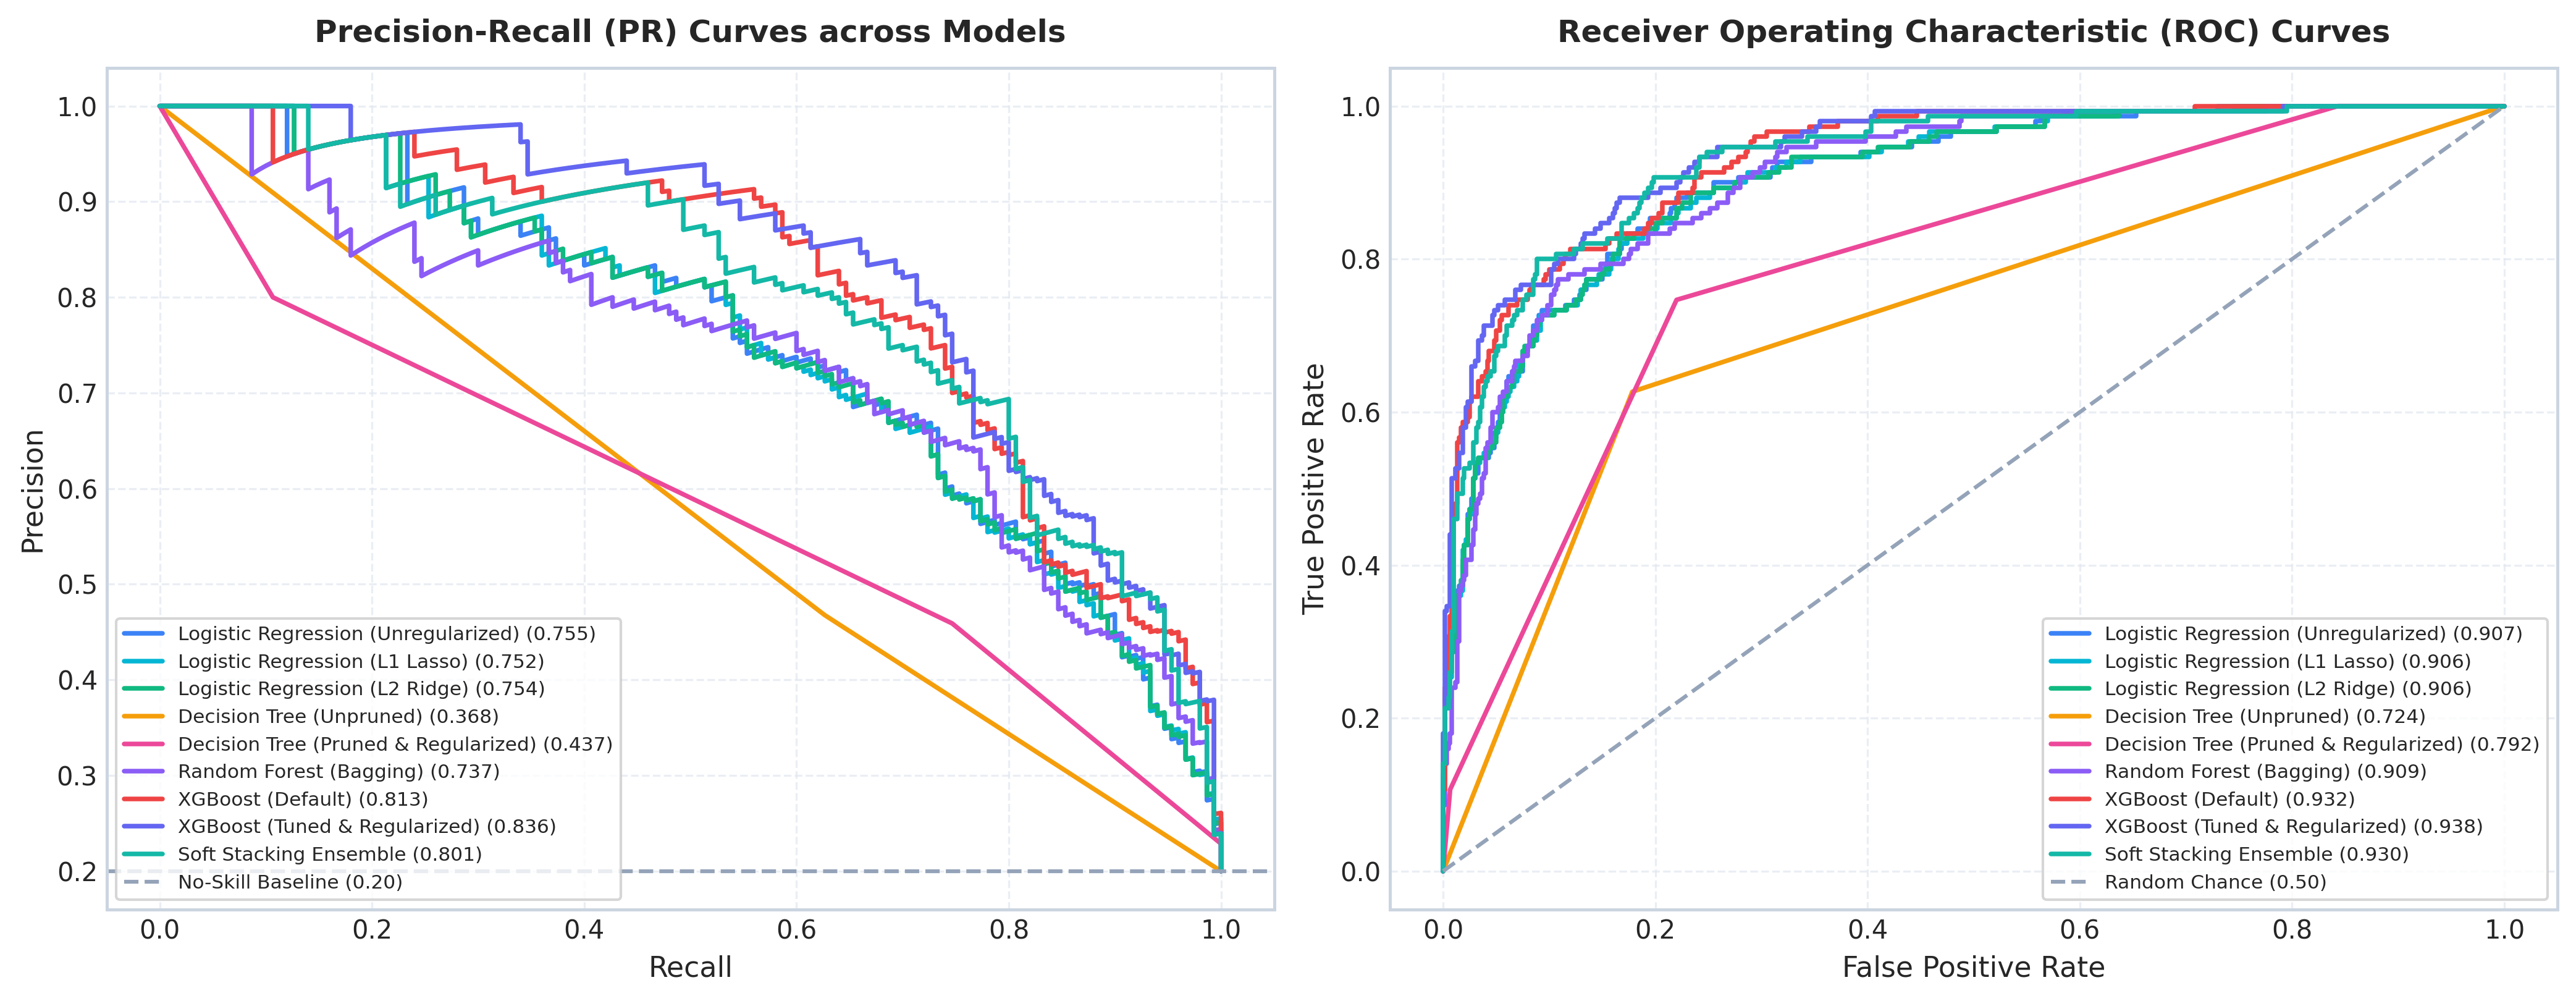 Precision-Recall (PR) Curves across Models
Precision
1.0
0.9
0.8
0.7
0.6
0.5
0.4
0.3
0.2
Logistic Regression (Unregularized) (0.755)
Logistic Regression (L1 Lasso) (0.752)
Logistic Regression (L2 Ridge) (0.754)
Decision Tree (Unpruned) (0.368)
Decision Tree (Pruned & Regularized) (0.437)
Random Forest (Bagging) (0.737)
XGBoost (Default) (0.813)
XGBoost (Tuned & Regularized) (0.836)
Soft Stacking Ensemble (0.801)
No-Skill Baseline (0.20)
0.0 0.2 0.4 0.6 0.8 1.0
Recall
Receiver Operating Characteristic (ROC) Curves
True Positive Rate
1.0
0.8
0.6
0.4
0.2
0.0
Logistic Regression (Unregularized) (0.907)
Logistic Regression (L1 Lasso) (0.906)
Logistic Regression (L2 Ridge) (0.906)
Decision Tree (Unpruned) (0.724)
Decision Tree (Pruned & Regularized) (0.792)
Random Forest (Bagging) (0.909)
XGBoost (Default) (0.932)
XGBoost (Tuned & Regularized) (0.938)
Soft Stacking Ensemble (0.930)
Random Chance (0.50)
0.0 0.2 0.4 0.6 0.8 1.0
False Positive Rate